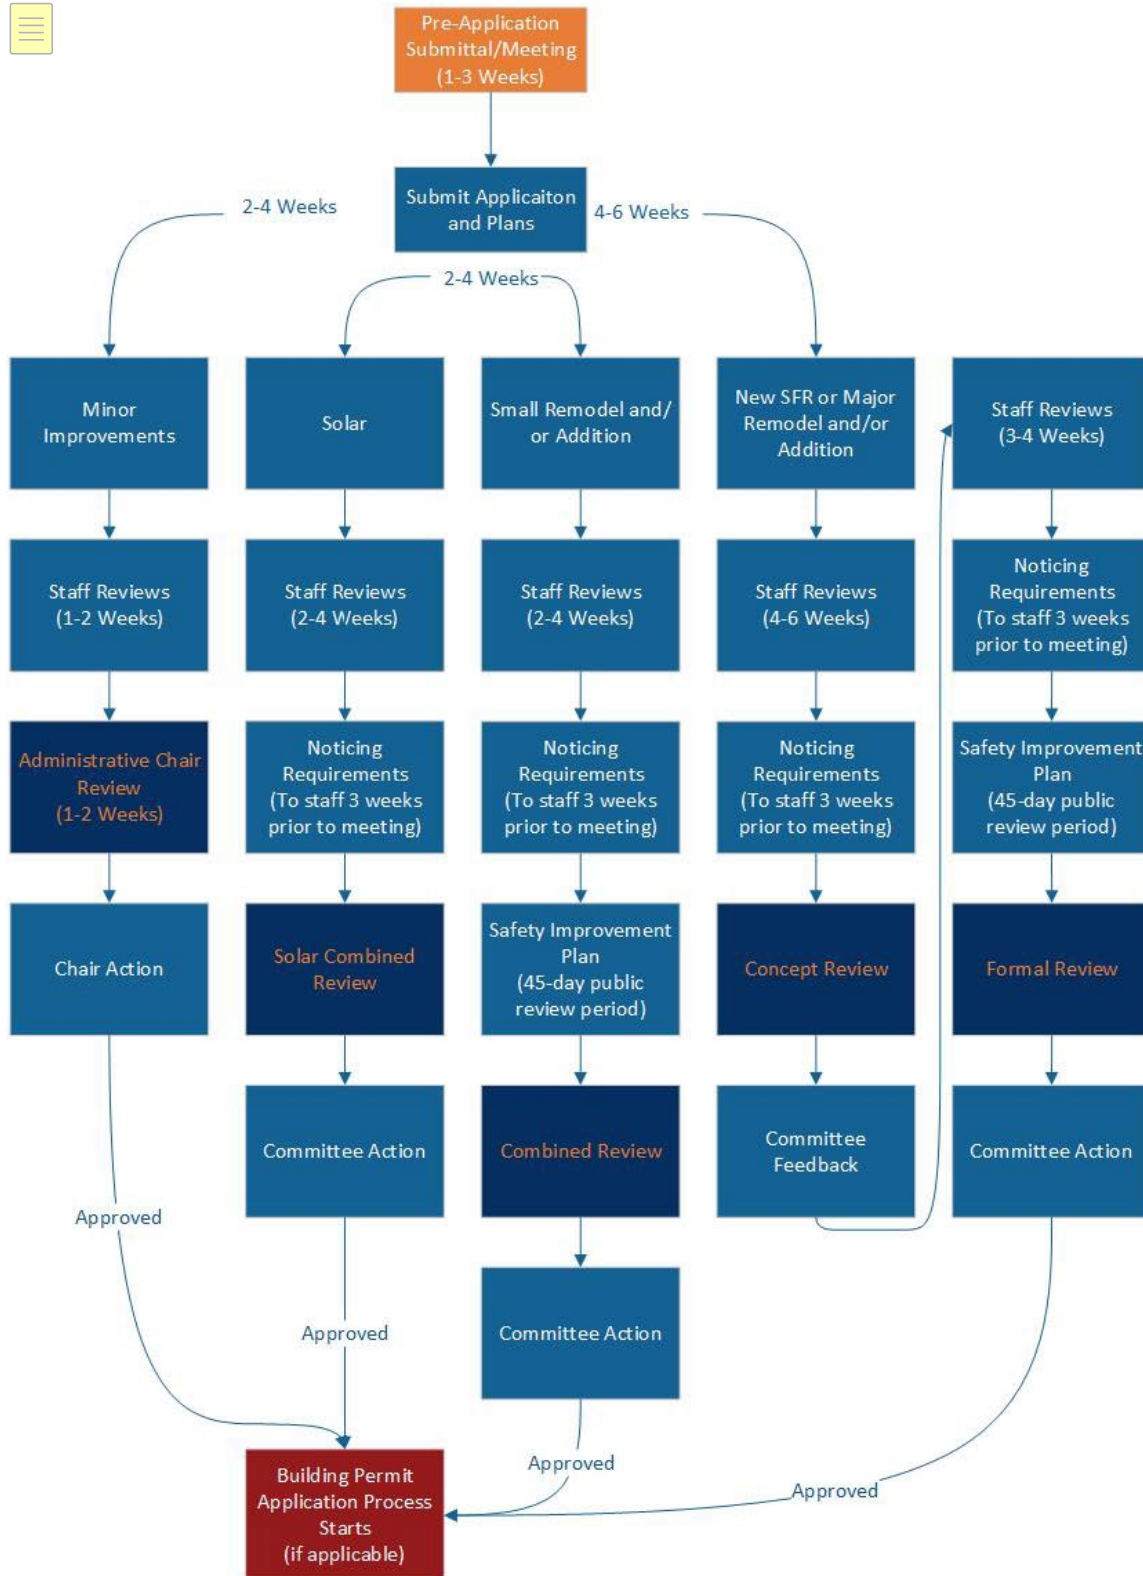 Pre-Application
Submittal/Meeting
(1-3 Weeks)
Submit Applicaiton
and Plans
2-4 Weeks
4-6 Weeks
2-4 Weeks
Minor
Improvements
Staff Reviews
(1-2 Weeks)
Administrative Chair
Review
(1-2 Weeks)
Chair Action
Approved
Solar
Staff Reviews
(2-4 Weeks)
Noticing
Requirements
(To staff 3 weeks
prior to meeting)
Solar Combined
Review
Committee Action
Approved
Small Remodel and/
or Addition
Staff Reviews
(2-4 Weeks)
Noticing
Requirements
(To staff 3 weeks
prior to meeting)
Safety Improvement
Plan
(45-day public
review period)
Combined Review
Committee Action
Approved
New SFR or Major
Remodel and/or
Addition
Staff Reviews
(4-6 Weeks)
Noticing
Requirements
(To staff 3 weeks
prior to meeting)
Concept Review
Committee
Feedback
Staff Reviews
(3-4 Weeks)
Noticing
Requirements
(To staff 3 weeks
prior to meeting)
Safety Improvement
Plan
(45-day public
review period)
Formal Review
Committee Action
Approved
Building Permit
Application Process
Starts
(if applicable)